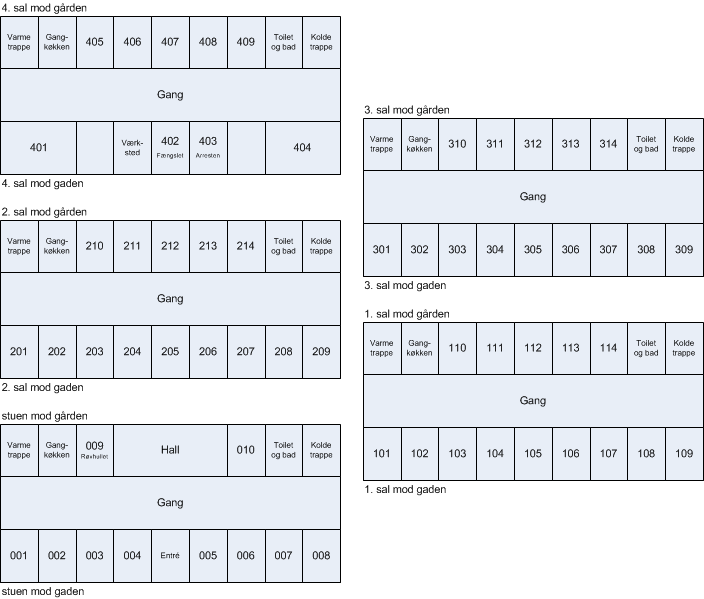 4. sal mod gården
Varme trappe
Gang-køkken
405
406
407
408
409
Toilet og bad
Kolde trappe
Gang
401
Værk-sted
402
Fængslet
403
Arresten
404
4. sal mod gaden
3. sal mod gården
Varme trappe
Gang-køkken
310
311
312
313
314
Toilet og bad
Kolde trappe
Gang
301
302
303
304
305
306
307
308
309
3. sal mod gaden
2. sal mod gården
Varme trappe
Gang-køkken
210
211
212
213
214
Toilet og bad
Kolde trappe
Gang
201
202
203
204
205
206
207
208
209
2. sal mod gaden
1. sal mod gården
Varme trappe
Gang-køkken
110
111
112
113
114
Toilet og bad
Kolde trappe
Gang
101
102
103
104
105
106
107
108
109
1. sal mod gaden
stuen mod gården
Varme trappe
Gang-køkken
009
Røvhullet
Hall
010
Toilet og bad
Kolde trappe
Gang
001
002
003
004
Entré
005
006
007
008
stuen mod gaden